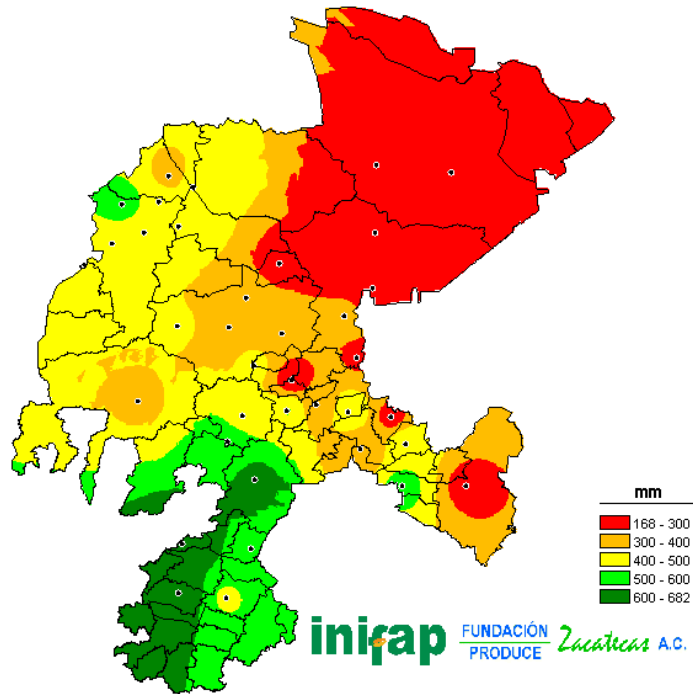 mm
168 - 300
300 - 400
400 - 500
500 - 600
600 - 682
inifap
FUNDACIÓN
PRODUCE
Zacatecas A.C.